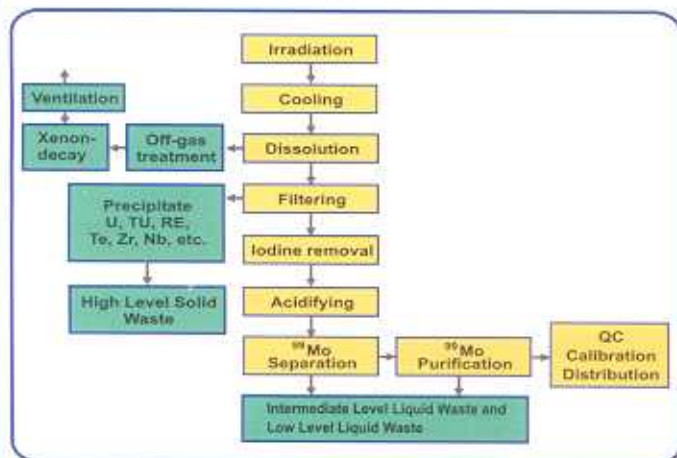 Irradiation
Cooling
Ventilation
Xenon-
decay
Off-gas
treatment
Dissolution
Precipitate
U, TU, RE,
Te, Zr, Nb, etc.
Filtering
Iodine removal
High Level Solid
Waste
Acidifying
⁹⁹Mo
Separation
⁹⁹Mo
Purification
QC
Calibration
Distribution
Intermediate Level Liquid Waste and
Low Level Liquid Waste